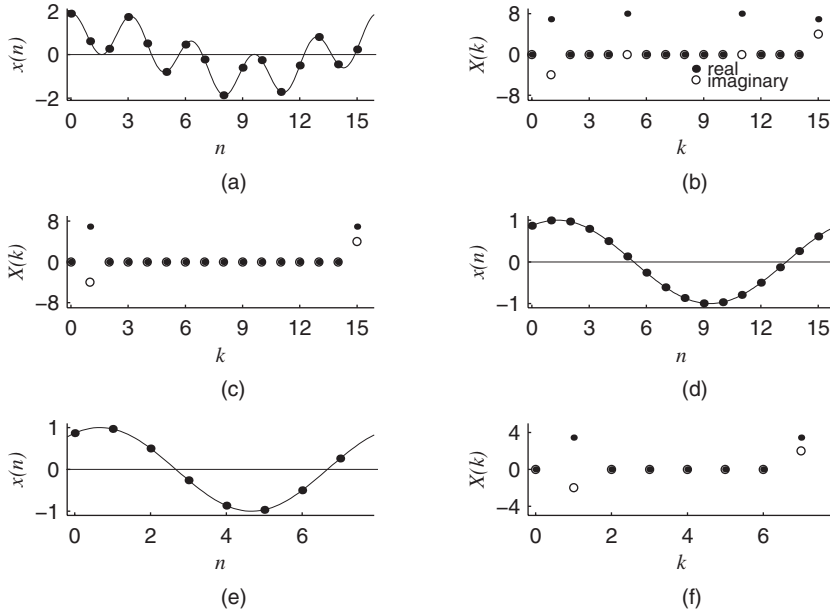 2
0
−2
x(n)
0 3 6 9 12 15
n
(a)
8
0
−8
X(k)
real
imaginary
0 3 6 9 12 15
k
(b)
8
0
−8
X(k)
0 3 6 9 12 15
k
(c)
1
0
−1
x(n)
0 3 6 9 12 15
n
(d)
1
0
−1
x(n)
0 2 4 6
n
(e)
4
0
−4
X(k)
0 2 4 6
k
(f)